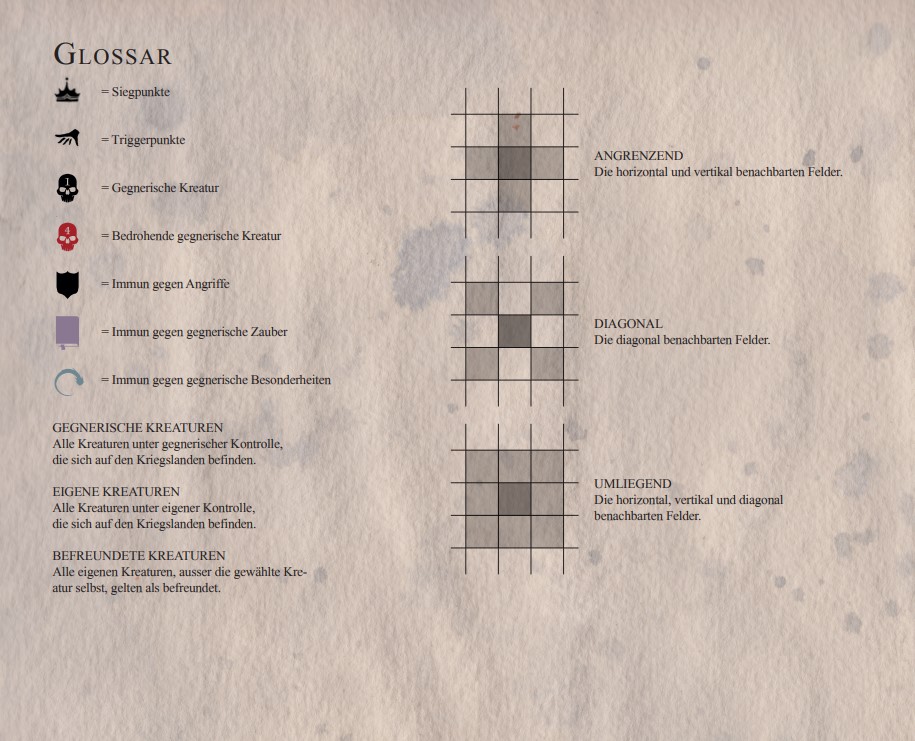 GLOSSAR
= Siegpunkte
= Triggerpunkte
1
= Gegnerische Kreatur
4
= Bedrohende gegnerische Kreatur
= Immun gegen Angriffe
= Immun gegen gegnerische Zauber
= Immun gegen gegnerische Besonderheiten
GEGNERISCHE KREATUREN
Alle Kreaturen unter gegnerischer Kontrolle,
die sich auf den Kriegslanden befinden.
EIGENE KREATUREN
Alle Kreaturen unter eigener Kontrolle,
die sich auf den Kriegslanden befinden.
BEFREUNDETE KREATUREN
Alle eigenen Kreaturen, ausser die gewählte Kre-
atur selbst, gelten als befreundet.
ANGRENZEND
Die horizontal und vertikal benachbarten Felder.
DIAGONAL
Die diagonal benachbarten Felder.
UMLIEGEND
Die horizontal, vertikal und diagonal
benachbarten Felder.